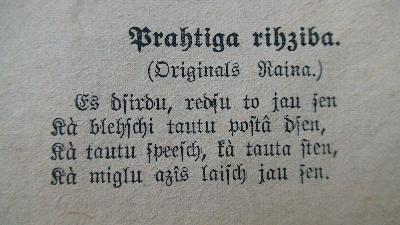 Prahtiga rihziba.
(Originals Raina.)
Es dſirdu, redſu to jau ſen
Kà blehſchi tautu poſtâ dſen,
Kà tautu ſpeeſch, kà tauta ſten,
Kà miglu azîs laiſch jau ſen.